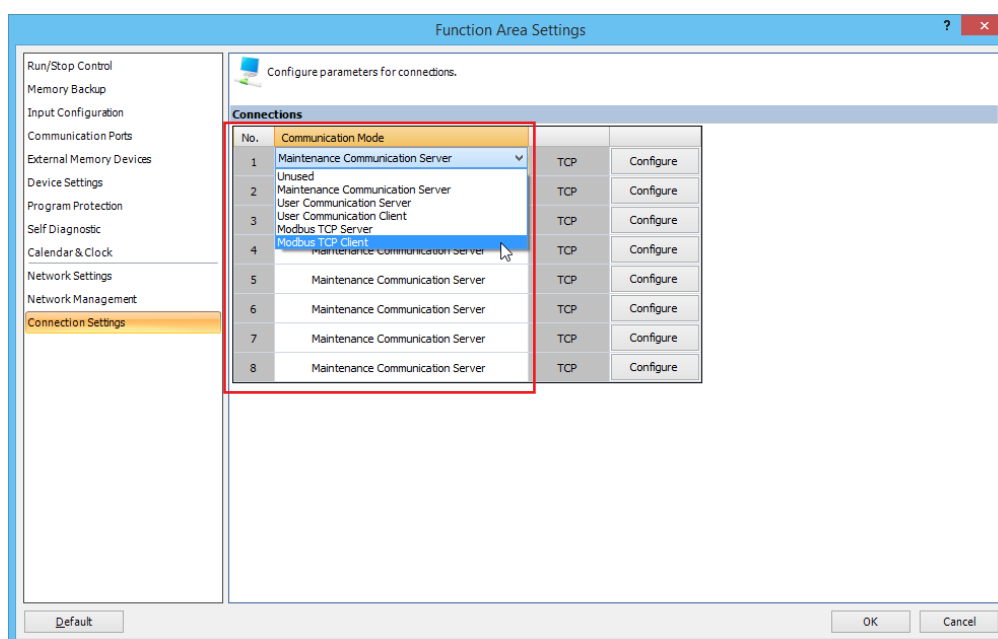 Function Area Settings
?
Run/Stop Control
Memory Backup
Input Configuration
Communication Ports
External Memory Devices
Device Settings
Program Protection
Self Diagnostic
Calendar & Clock
Network Settings
Network Management
Connection Settings
Configure parameters for connections.
Connections
No. Communication Mode
1 Maintenance Communication Server TCP Configure
Unused
Maintenance Communication Server
User Communication Server
User Communication Client
Modbus TCP Server
Modbus TCP Client
2 TCP Configure
3 TCP Configure
4 Maintenance Communication Server TCP Configure
5 Maintenance Communication Server TCP Configure
6 Maintenance Communication Server TCP Configure
7 Maintenance Communication Server TCP Configure
8 Maintenance Communication Server TCP Configure
Default OK Cancel